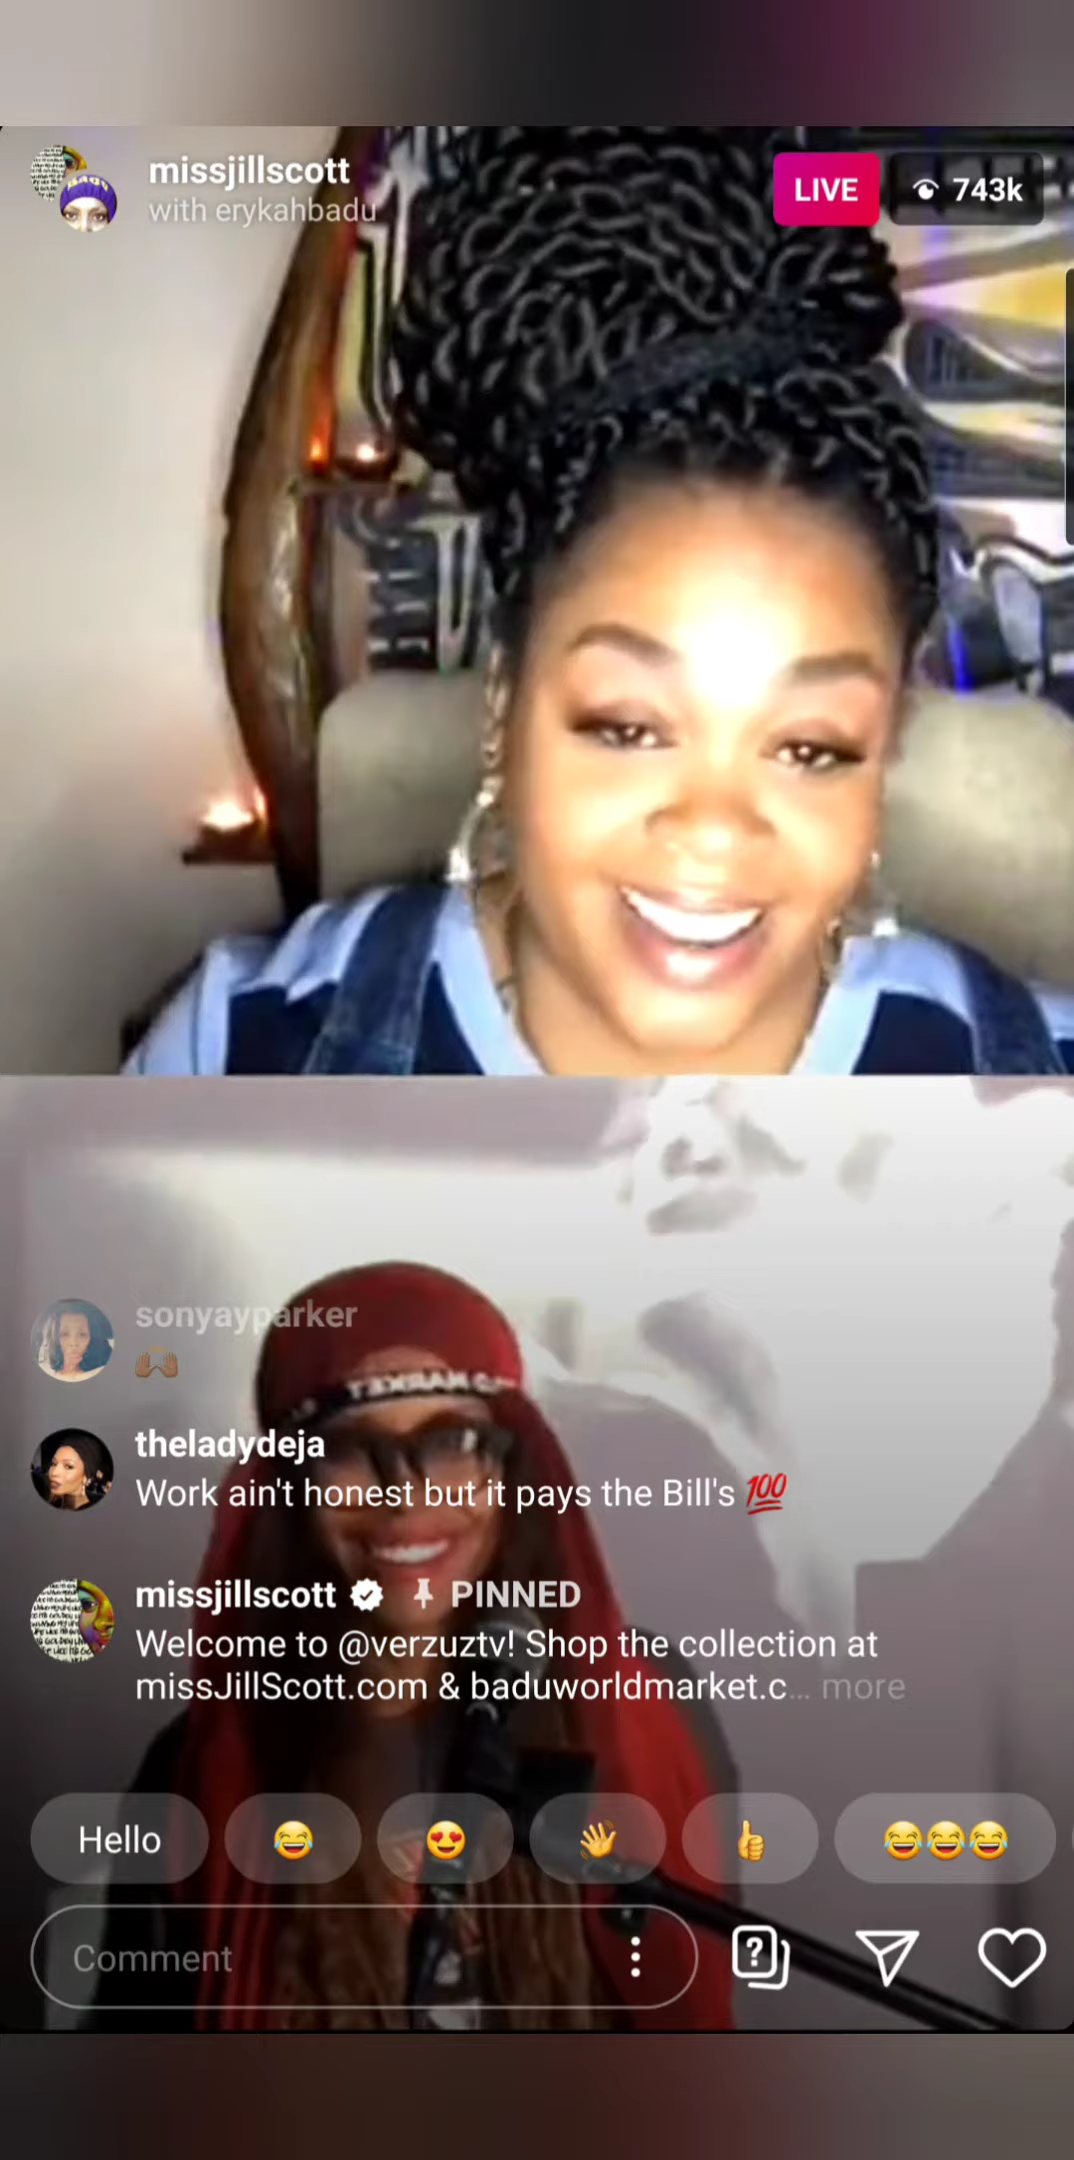 missjillscott
with erykahbadu
LIVE
743k
BADU
sonyayparker
theladydeja
Work ain't honest but it pays the Bill's 💯
missjillscott PINNED
Welcome to @verzuztv! Shop the collection at
missJillScott.com & baduworldmarket.c... more
Hello
Comment